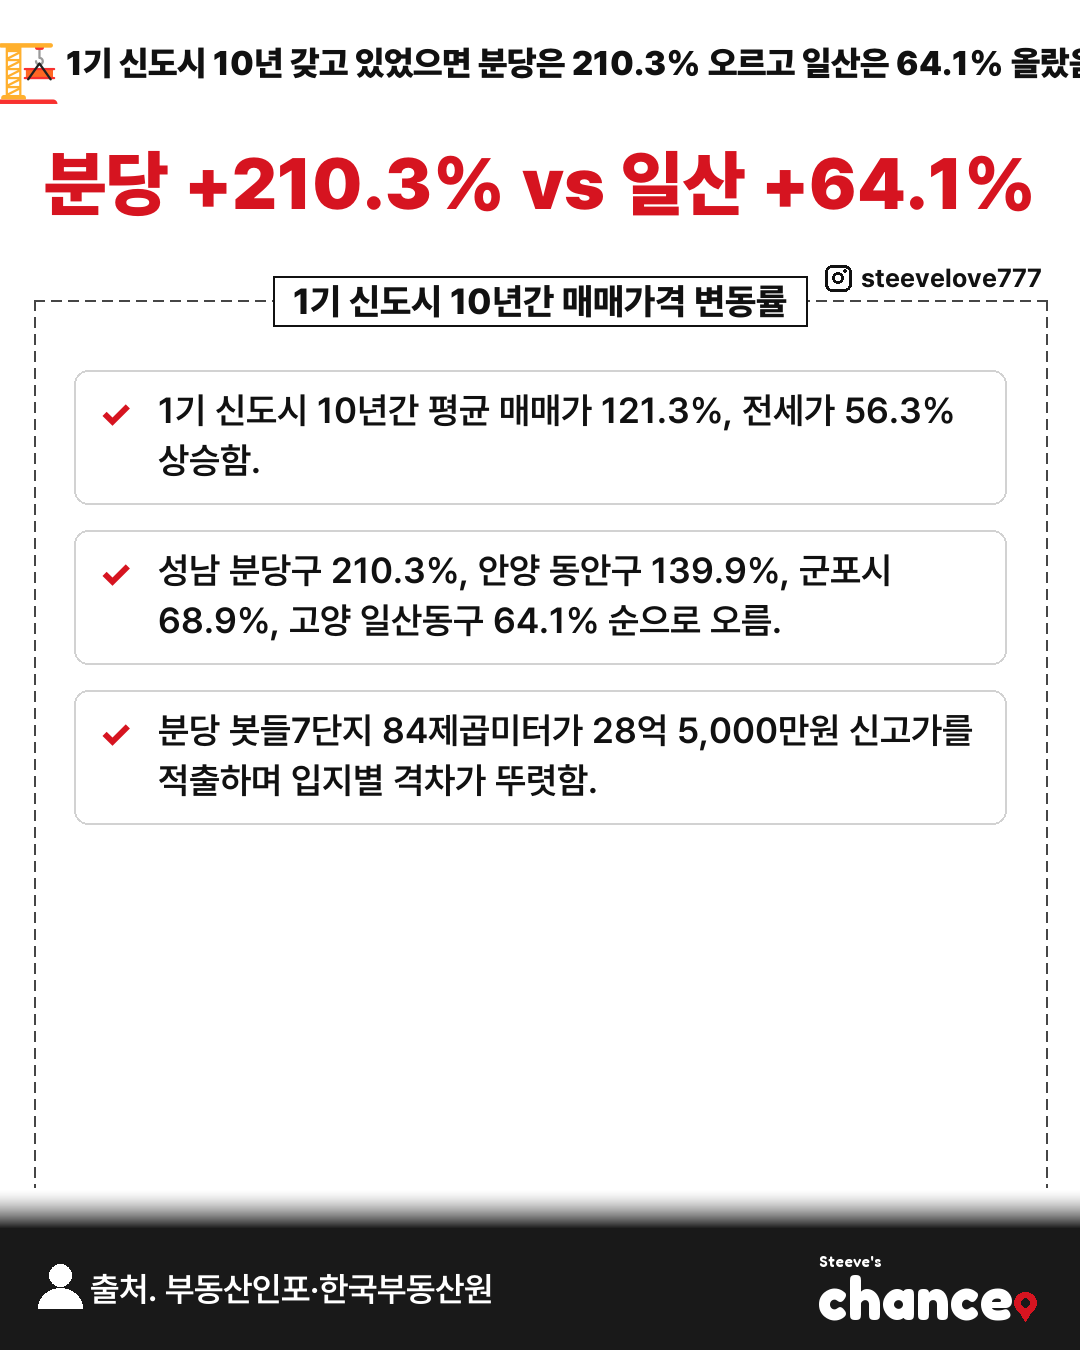 1기 신도시 10년 갖고 있었으면 분당은 210.3% 오르고 일산은 64.1% 올랐음
분당 +210.3% vs 일산 +64.1%
steevelove777
1기 신도시 10년간 매매가격 변동률
1기 신도시 10년간 평균 매매가 121.3%, 전세가 56.3%
상승함.
성남 분당구 210.3%, 안양 동안구 139.9%, 군포시
68.9%, 고양 일산동구 64.1% 순으로 오름.
분당 봇들7단지 84제곱미터가 28억 5,000만원 신고가를
적출하며 입지별 격차가 뚜렷함.
출처. 부동산인포·한국부동산원
Steeve's
chance